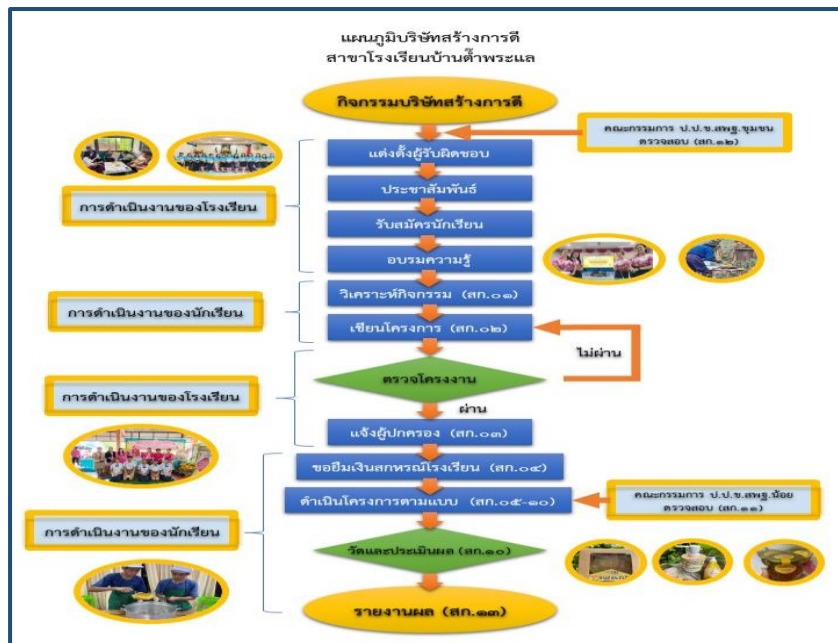 แผนภูมิบริษัทสร้างการดี
สาขาโรงเรียนบ้านต๊ำพระแล
กิจกรรมบริษัทสร้างการดี
คณะกรรมการ ป.ป.ช.สพฐ.ชุมชน
ตรวจสอบ (สก.๑๒)
แต่งตั้งผู้รับผิดชอบ
ประชาสัมพันธ์
การดำเนินงานของโรงเรียน
รับสมัครนักเรียน
อบรมความรู้
วิเคราะห์กิจกรรม (สก.๐๑)
การดำเนินงานของนักเรียน
เขียนโครงการ (สก.๐๒)
ไม่ผ่าน
ตรวจโครงงาน
การดำเนินงานของโรงเรียน
ผ่าน
แจ้งผู้ปกครอง (สก.๐๓)
ขอยืมเงินสหกรณ์โรงเรียน (สก.๐๔)
ดำเนินโครงการตามแบบ (สก.๐๕-๑๐)
คณะกรรมการ ป.ป.ช.สพฐ.น้อย
ตรวจสอบ (สก.๑๑)
การดำเนินงานของนักเรียน
วัดและประเมินผล (สก.๑๐)
รายงานผล (สก.๑๓)